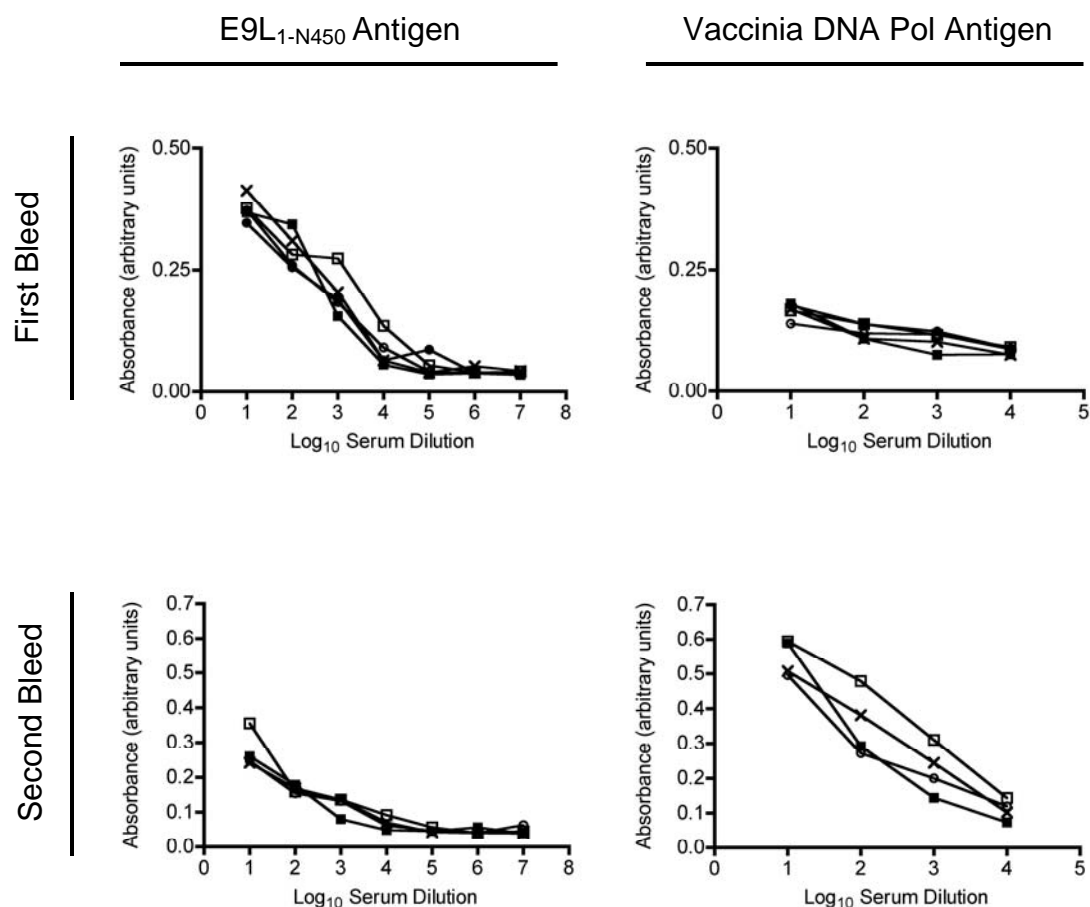 E9L1-N450 Antigen
Vaccinia DNA Pol Antigen
First Bleed
Absorbance (arbitrary units)
0.50
0.25
0.00
0 1 2 3 4 5 6 7 8
Log10 Serum Dilution
Absorbance (arbitrary units)
0.50
0.25
0.00
0 1 2 3 4 5
Log10 Serum Dilution
Second Bleed
Absorbance (arbitrary units)
0.7
0.6
0.5
0.4
0.3
0.2
0.1
0.0
0 1 2 3 4 5 6 7 8
Log10 Serum Dilution
Absorbance (arbitrary units)
0.7
0.6
0.5
0.4
0.3
0.2
0.1
0.0
0 1 2 3 4 5
Log10 Serum Dilution